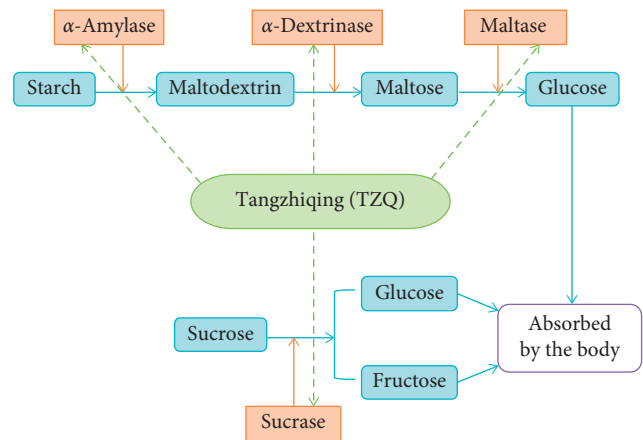 α-Amylase
α-Dextrinase
Maltase
Starch
Maltodextrin
Maltose
Glucose
Tangzhiqing (TZQ)
Glucose
Sucrose
Absorbed
by the body
Fructose
Sucrase